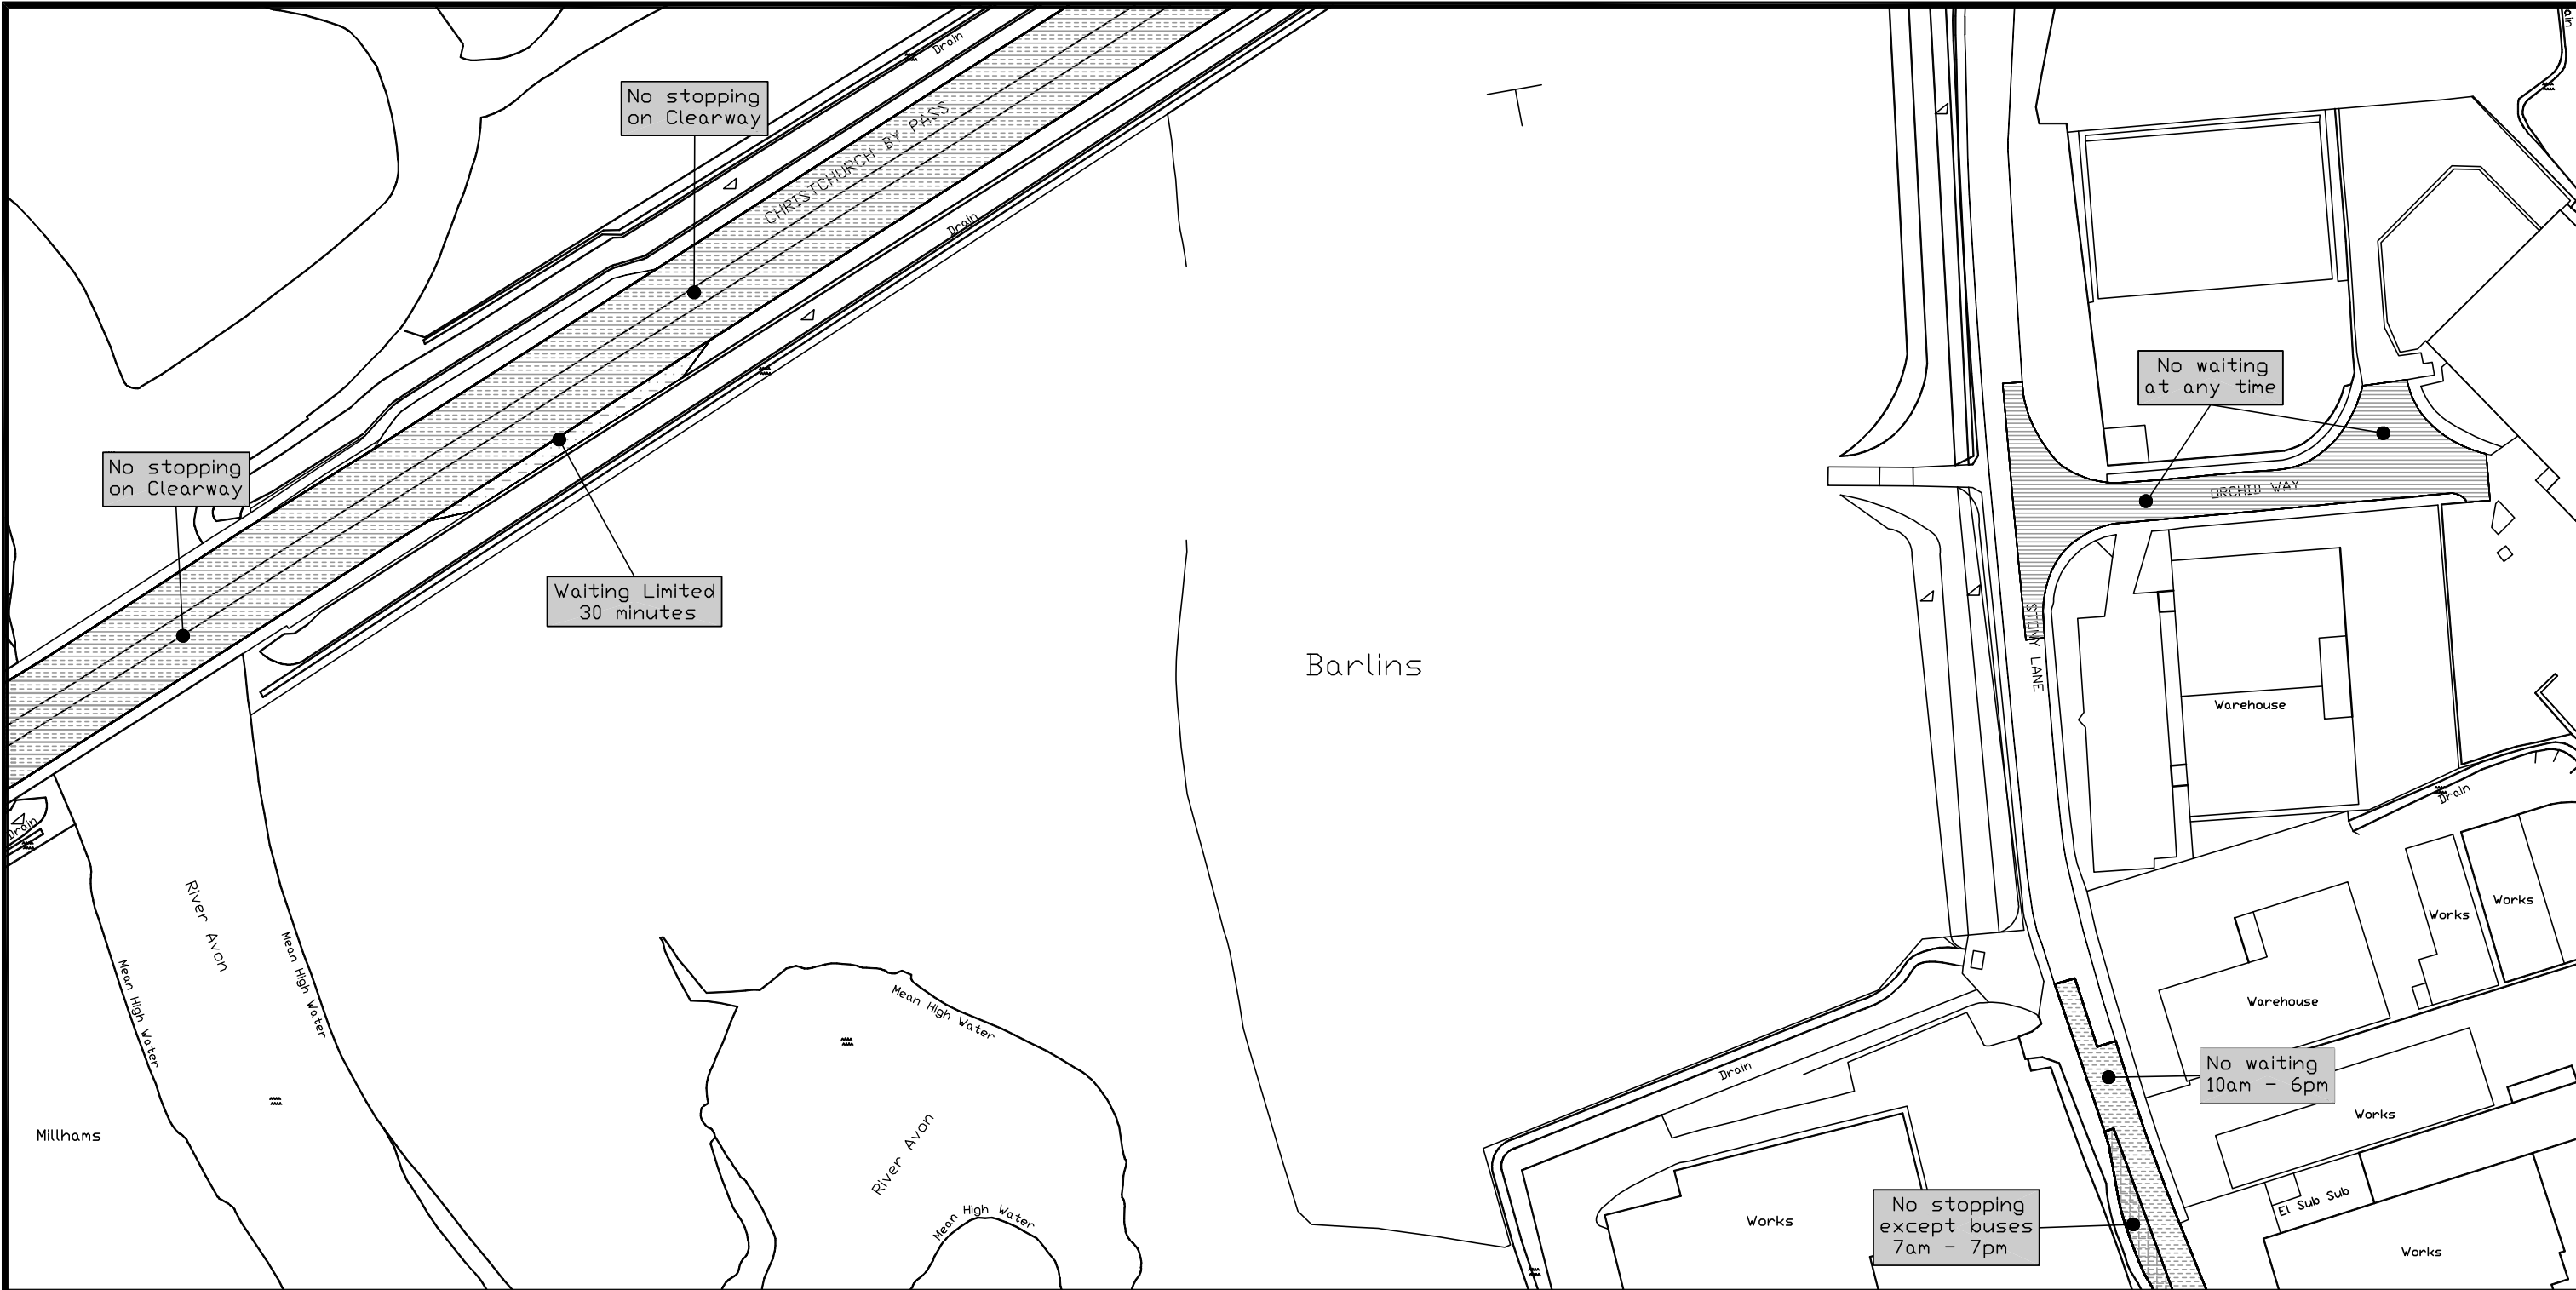 Drain
No stopping
on Clearway
CHRISTCHURCH BY PASS
Drain
No waiting
at any time
No stopping
on Clearway
ORCHID WAY
Waiting Limited
30 minutes
STONY LANE
Barlins
Warehouse
Drain
Drain
River Avon
Mean High Water
Mean High Water
Works
Works
Mean High Water
Warehouse
Drain
No waiting
10am - 6pm
Works
Millhams
River Avon
Mean High Water
El Sub Sub
No stopping
except buses
7am - 7pm
Works
Works